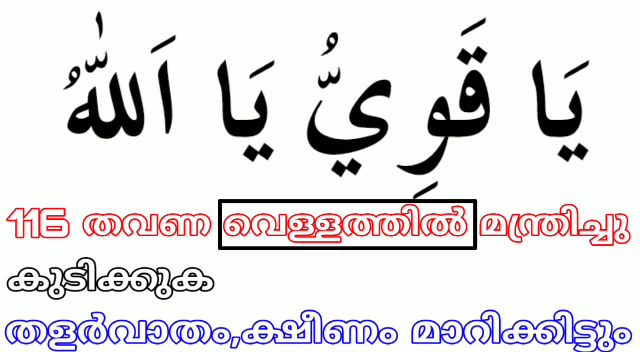 يَا قَوِيُّ يَا اَللّٰهُ
116 തവണ വെള്ളത്തിൽ മന്ത്രിച്ചു
കുടിക്കുക
തളർവാതം,ക്ഷീണം മാറിക്കിട്ടും